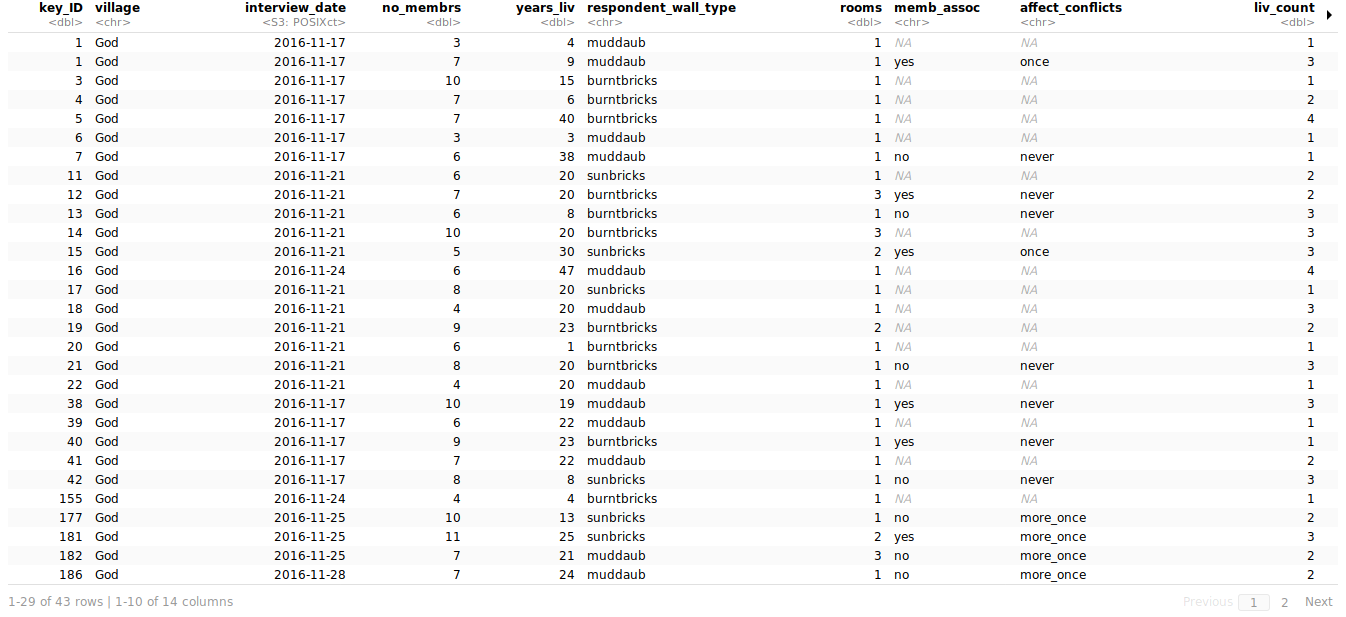 key_ID village interview_date no_membrs years_liv respondent_wall_type rooms memb_assoc affect_conflicts liv_count
<dbl> <chr> <S3: POSIXct> <dbl> <dbl> <chr> <dbl> <chr> <chr> <dbl>
1 God 2016-11-17 3 4 muddaub 1 NA NA 1
1 God 2016-11-17 7 9 muddaub 1 yes once 3
3 God 2016-11-17 10 15 burntbricks 1 NA NA 1
4 God 2016-11-17 7 6 burntbricks 1 NA NA 2
5 God 2016-11-17 7 40 burntbricks 1 NA NA 4
6 God 2016-11-17 3 3 muddaub 1 NA NA 1
7 God 2016-11-17 6 38 muddaub 1 no never 1
11 God 2016-11-21 6 20 sunbricks 1 NA NA 2
12 God 2016-11-21 7 20 burntbricks 3 yes never 2
13 God 2016-11-21 6 8 burntbricks 1 no never 3
14 God 2016-11-21 10 20 burntbricks 3 NA NA 3
15 God 2016-11-21 5 30 sunbricks 2 yes once 3
16 God 2016-11-24 6 47 muddaub 1 NA NA 4
17 God 2016-11-21 8 20 sunbricks 1 NA NA 1
18 God 2016-11-21 4 20 muddaub 1 NA NA 3
19 God 2016-11-21 9 23 burntbricks 2 NA NA 2
20 God 2016-11-21 6 1 burntbricks 1 NA NA 1
21 God 2016-11-21 8 20 burntbricks 1 no never 3
22 God 2016-11-21 4 20 muddaub 1 NA NA 1
38 God 2016-11-17 10 19 muddaub 1 yes never 3
39 God 2016-11-17 6 22 muddaub 1 NA NA 1
40 God 2016-11-17 9 23 burntbricks 1 yes never 1
41 God 2016-11-17 7 22 muddaub 1 NA NA 2
42 God 2016-11-17 8 8 sunbricks 1 no never 3
155 God 2016-11-24 4 4 burntbricks 1 NA NA 1
177 God 2016-11-25 10 13 sunbricks 1 no more_once 2
181 God 2016-11-25 11 25 sunbricks 2 yes more_once 3
182 God 2016-11-25 7 21 muddaub 3 no more_once 2
186 God 2016-11-28 7 24 muddaub 1 no more_once 2
1-29 of 43 rows | 1-10 of 14 columns Previous 1 2 Next